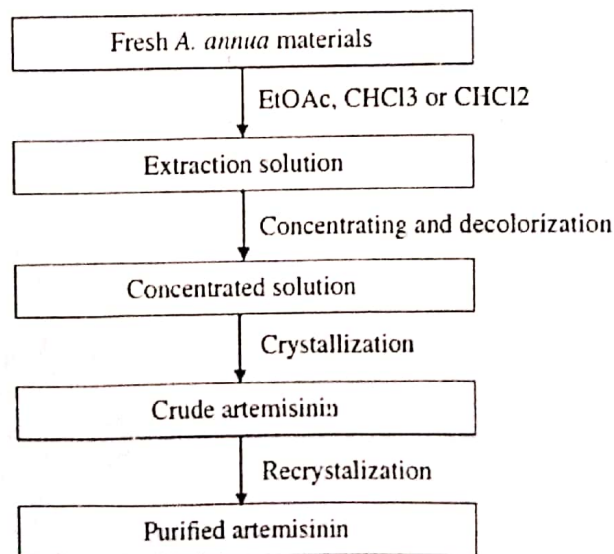 Fresh A. annua materials
EtOAc, CHCl3 or CHCl2
Extraction solution
Concentrating and decolorization
Concentrated solution
Crystallization
Crude artemisinin
Recrystalization
Purified artemisinin